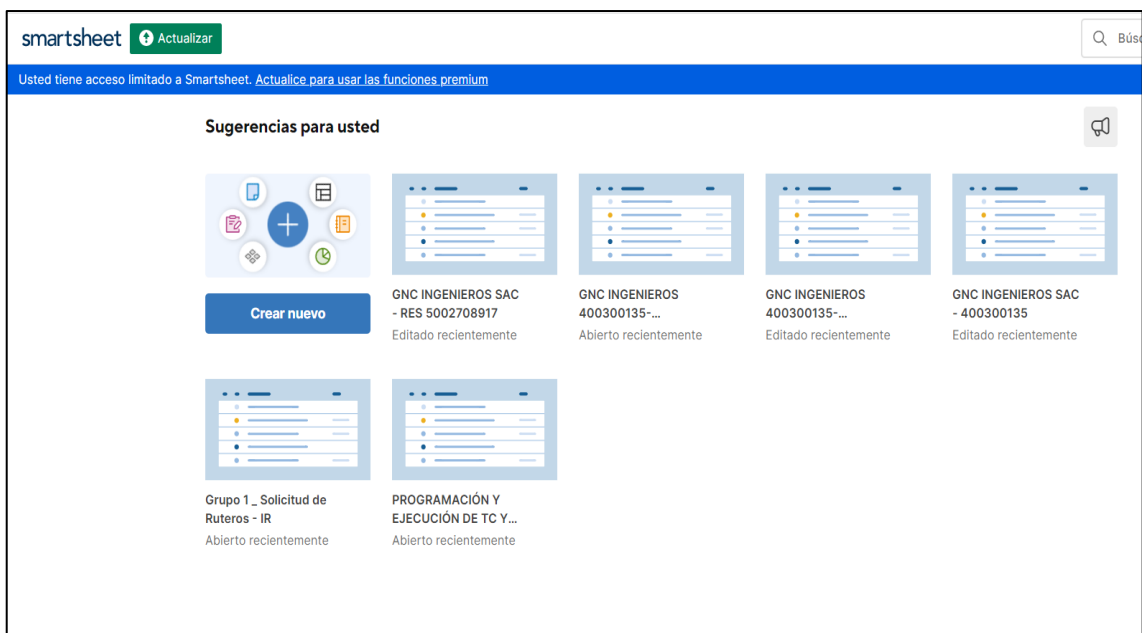 smartsheet Actualizar
Búsc
Usted tiene acceso limitado a Smartsheet. Actualice para usar las funciones premium
Sugerencias para usted
Crear nuevo
GNC INGENIEROS SAC
- RES 5002708917
Editado recientemente
GNC INGENIEROS
400300135-...
Abierto recientemente
GNC INGENIEROS
400300135-...
Editado recientemente
GNC INGENIEROS SAC
- 400300135
Editado recientemente
Grupo 1 _ Solicitud de
Ruteros - IR
Abierto recientemente
PROGRAMACIÓN Y
EJECUCIÓN DE TC Y...
Abierto recientemente